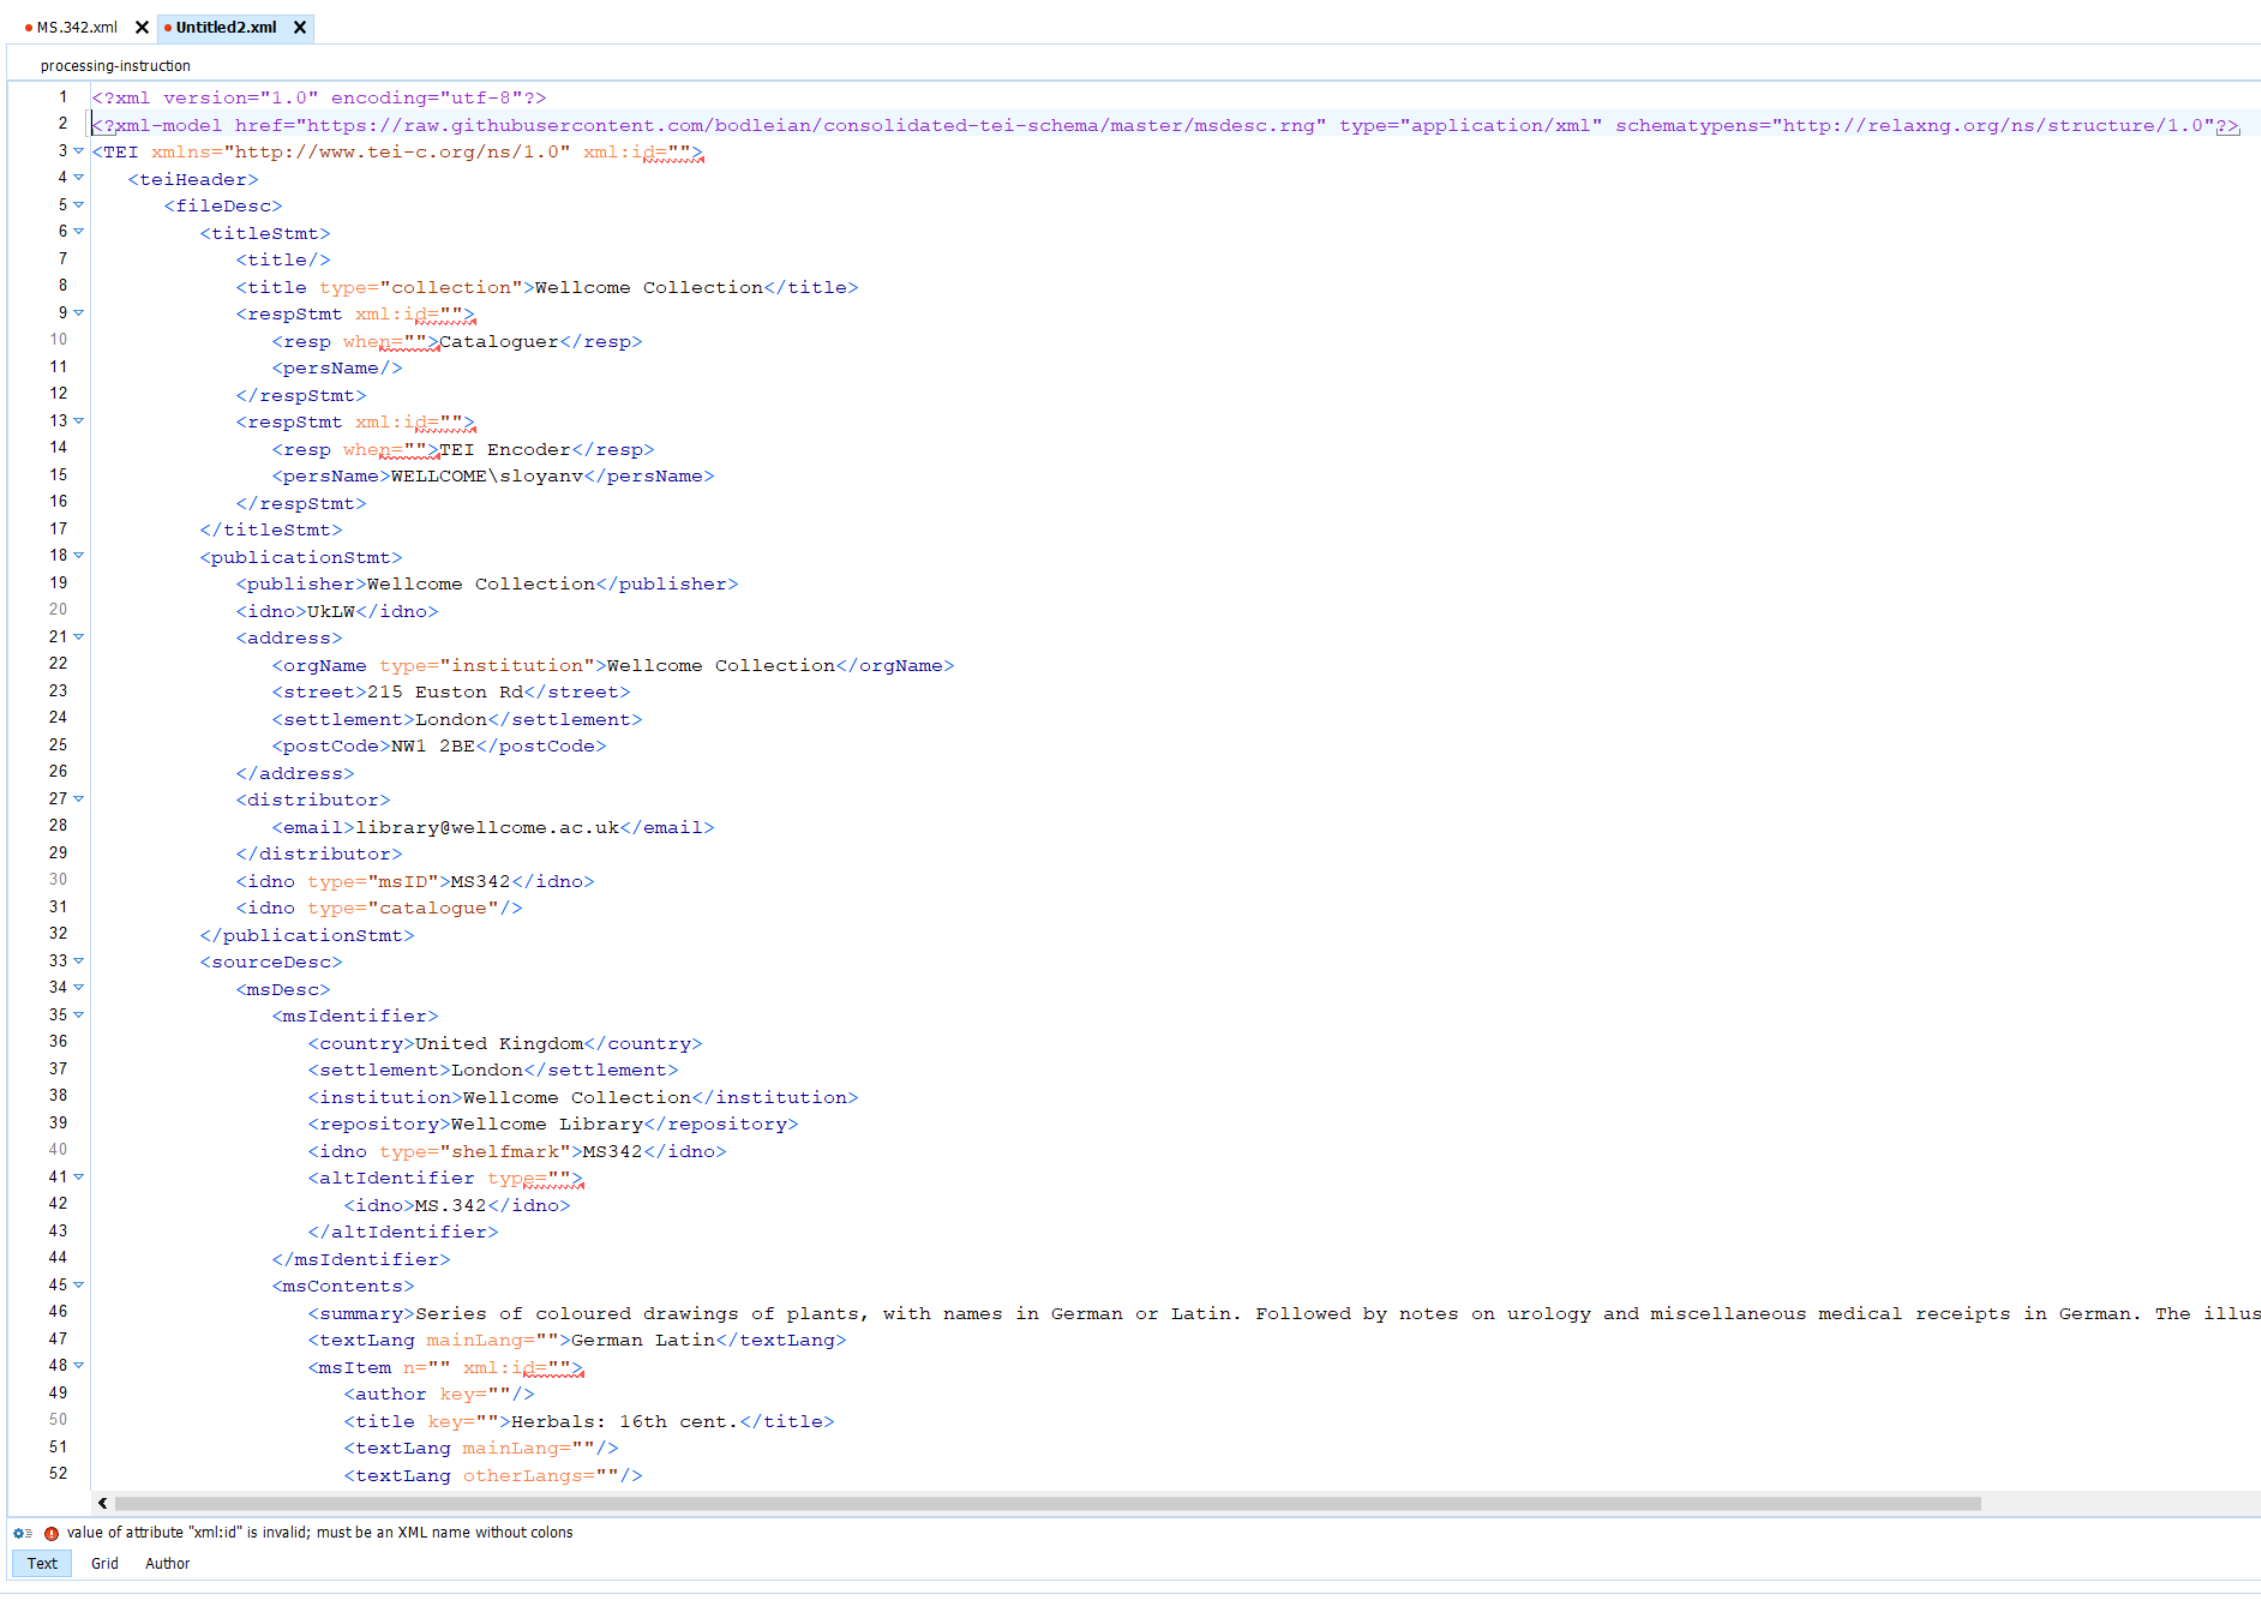 MS.342.xml Untitled2.xml
processing-instruction
1 <?xml version="1.0" encoding="utf-8"?>
2 <?xml-model href="https://raw.githubusercontent.com/bodleian/consolidated-tei-schema/master/msdesc.rng" type="application/xml" schematypens="http://relaxng.org/ns/structure/1.0"?>
3 <TEI xmlns="http://www.tei-c.org/ns/1.0" xml:id="">
4 <teiHeader>
5 <fileDesc>
6 <titleStmt>
7 <title/>
8 <title type="collection">Wellcome Collection</title>
9 <respStmt xml:id="">
10 <resp when="">Cataloguer</resp>
11 <persName/>
12 </respStmt>
13 <respStmt xml:id="">
14 <resp when="">TEI Encoder</resp>
15 <persName>WELLCOME\sloyanv</persName>
16 </respStmt>
17 </titleStmt>
18 <publicationStmt>
19 <publisher>Wellcome Collection</publisher>
20 <idno>UkLW</idno>
21 <address>
22 <orgName type="institution">Wellcome Collection</orgName>
23 <street>215 Euston Rd</street>
24 <settlement>London</settlement>
25 <postCode>NW1 2BE</postCode>
26 </address>
27 <distributor>
28 <email>library@wellcome.ac.uk</email>
29 </distributor>
30 <idno type="msID">MS342</idno>
31 <idno type="catalogue"/>
32 </publicationStmt>
33 <sourceDesc>
34 <msDesc>
35 <msIdentifier>
36 <country>United Kingdom</country>
37 <settlement>London</settlement>
38 <institution>Wellcome Collection</institution>
39 <repository>Wellcome Library</repository>
40 <idno type="shelfmark">MS342</idno>
41 <altIdentifier type="">
42 <idno>MS.342</idno>
43 </altIdentifier>
44 </msIdentifier>
45 <msContents>
46 <summary>Series of coloured drawings of plants, with names in German or Latin. Followed by notes on urology and miscellaneous medical receipts in German. The illus
47 <textLang mainLang="">German Latin</textLang>
48 <msItem n="" xml:id="">
49 <author key=""/>
50 <title key="">Herbals: 16th cent.</title>
51 <textLang mainLang=""/>
52 <textLang otherLangs=""/>
value of attribute "xml:id" is invalid; must be an XML name without colons
Text Grid Author